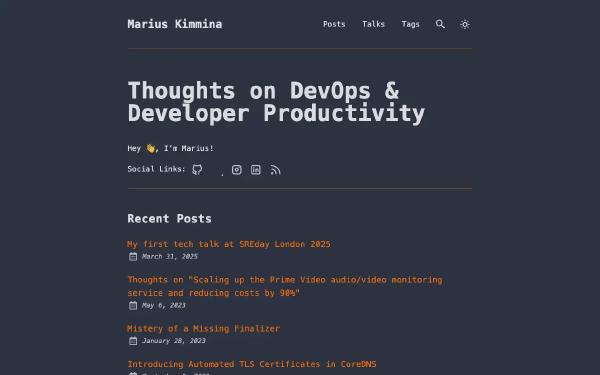 Marius Kimmina
Posts
Talks
Tags
Thoughts on DevOps &
Developer Productivity
Hey 👋, I'm Marius!
Social Links:
Recent Posts
My first tech talk at SREday London 2025
March 31, 2025
Thoughts on "Scaling up the Prime Video audio/video monitoring
service and reducing costs by 90%"
May 6, 2023
Mistery of a Missing Finalizer
January 28, 2023
Introducing Automated TLS Certificates in CoreDNS